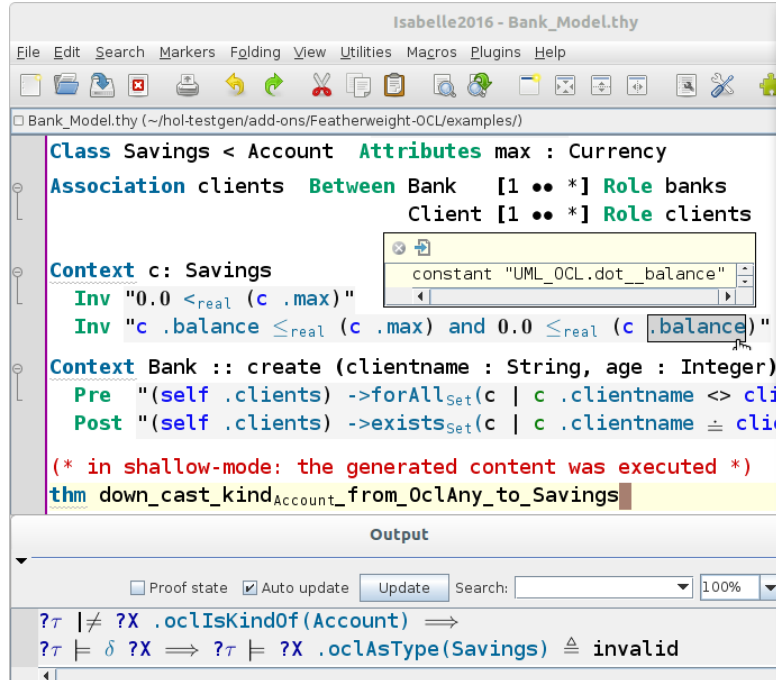 Isabelle2016 - Bank_Model.thy
File Edit Search Markers Folding View Utilities Macros Plugins Help
Bank_Model.thy (~/hol-testgen/add-ons/Featherweight-OCL/examples/)
Class Savings < Account Attributes max : Currency
Association clients Between Bank [1 •• *] Role banks
Client [1 •• *] Role clients
constant "UML_OCL.dot__balance"
Context c: Savings
Inv "0.0 <real (c .max)"
Inv "c .balance ≤real (c .max) and 0.0 ≤real (c .balance)"
Context Bank :: create (clientname : String, age : Integer)
Pre "(self .clients) ->forAllSet(c | c .clientname <> cli
Post "(self .clients) ->existsSet(c | c .clientname ≐ clie
(* in shallow-mode: the generated content was executed *)
thm down_cast_kindAccount_from_OclAny_to_Savings
Output
Proof state Auto update Update Search: 100%
?τ |≠ ?X .oclIsKindOf(Account) ⟹
?τ ⊨ δ ?X ⟹ ?τ ⊨ ?X .oclAsType(Savings) ≜ invalid